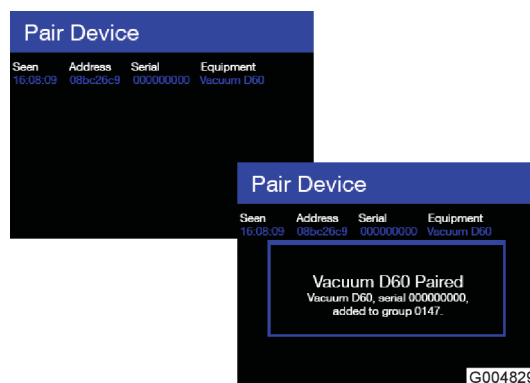 Pair Device
Seen Address Serial Equipment
16:08:09 08bc26c9 000000000 Vacuum D60
Pair Device
Seen Address Serial Equipment
16:08:09 08bc26c9 000000000 Vacuum D60
Vacuum D60 Paired
Vacuum D60, serial 000000000,
added to group 0147.
G004829